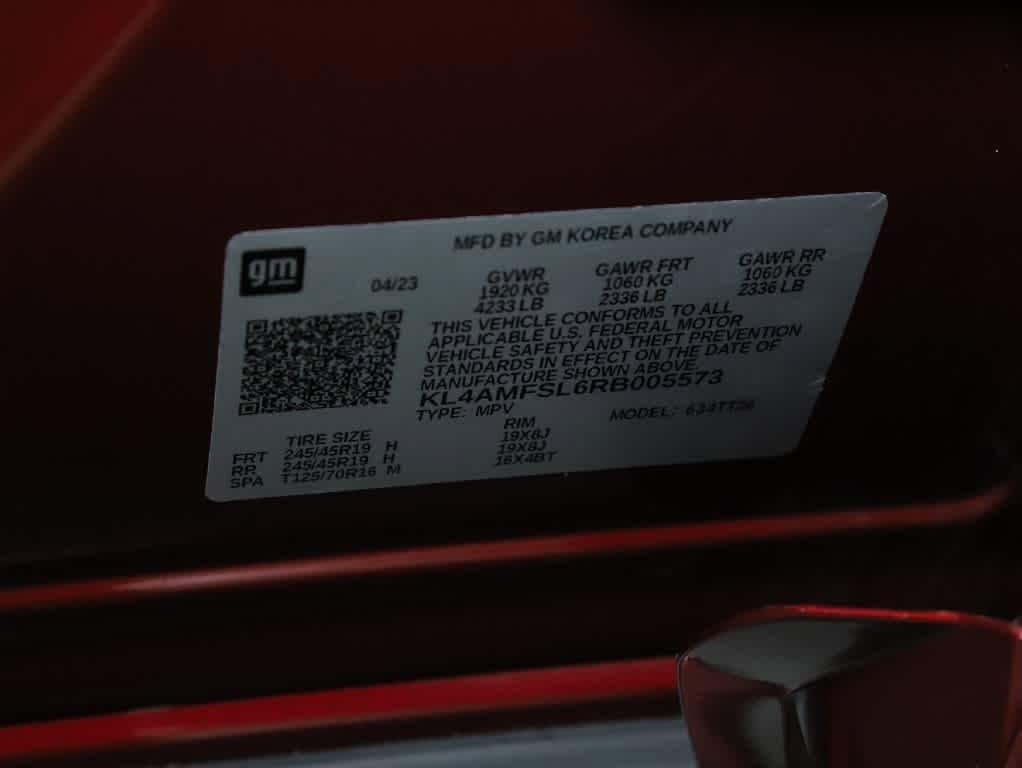 MFD BY GM KOREA COMPANY
gm
04/23
GVWR GAWR FRT GAWR RR
1920 KG 1060 KG 1060 KG
4233 LB 2336 LB 2336 LB
THIS VEHICLE CONFORMS TO ALL
APPLICABLE U.S. FEDERAL MOTOR
VEHICLE SAFETY AND THEFT PREVENTION
STANDARDS IN EFFECT ON THE DATE OF
MANUFACTURE SHOWN ABOVE.
KL4AMFSL6RB005573
TYPE: MPV MODEL: 634TT26
TIRE SIZE RIM
FRT 245/45R19 H 19X8J
RR 245/45R19 H 19X8J
SPA T125/70R16 M 16X4BT